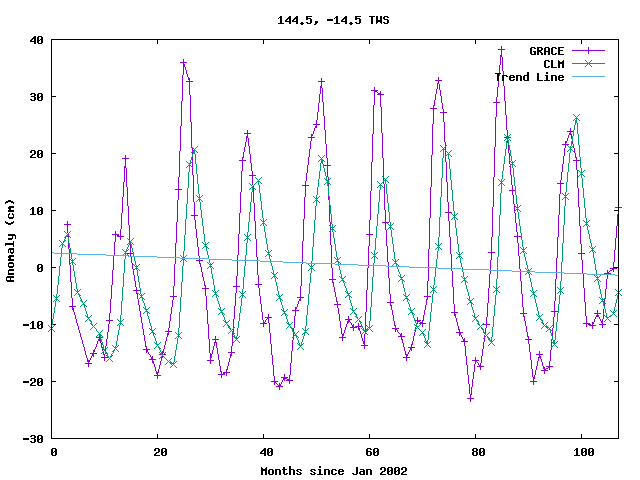 144.5, -14.5 TWS
GRACE
CLM
Trend Line
Anomaly (cm)
40
30
20
10
0
-10
-20
-30
0 20 40 60 80 100
Months since Jan 2002